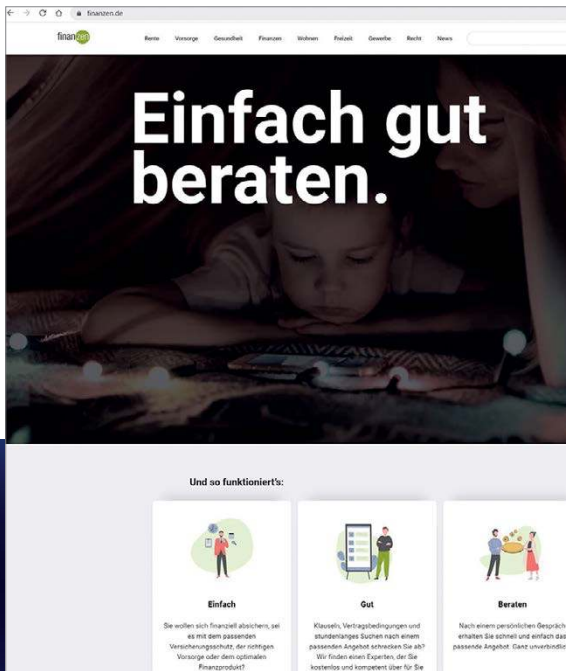 finanzen.de
finanzen
Rente Vorsorge Gesundheit Finanzen Wohnen Freizeit Gewerbe Recht News
Einfach gut
beraten.
Und so funktioniert's:
Einfach
Sie wollen sich finanziell absichern, sei
es mit dem passenden
Versicherungsschutz, der richtigen
Vorsorge oder dem optimalen
Finanzprodukt?
Gut
Klauseln, Vertragsbedingungen und
stundenlanges Suchen nach einem
passenden Angebot schrecken Sie ab?
Wir finden einen Experten, der Sie
kostenlos und kompetent über für Sie
Beraten
Nach einem persönlichen Gespräch
erhalten Sie schnell und einfach das
passende Angebot. Ganz unverbindlic